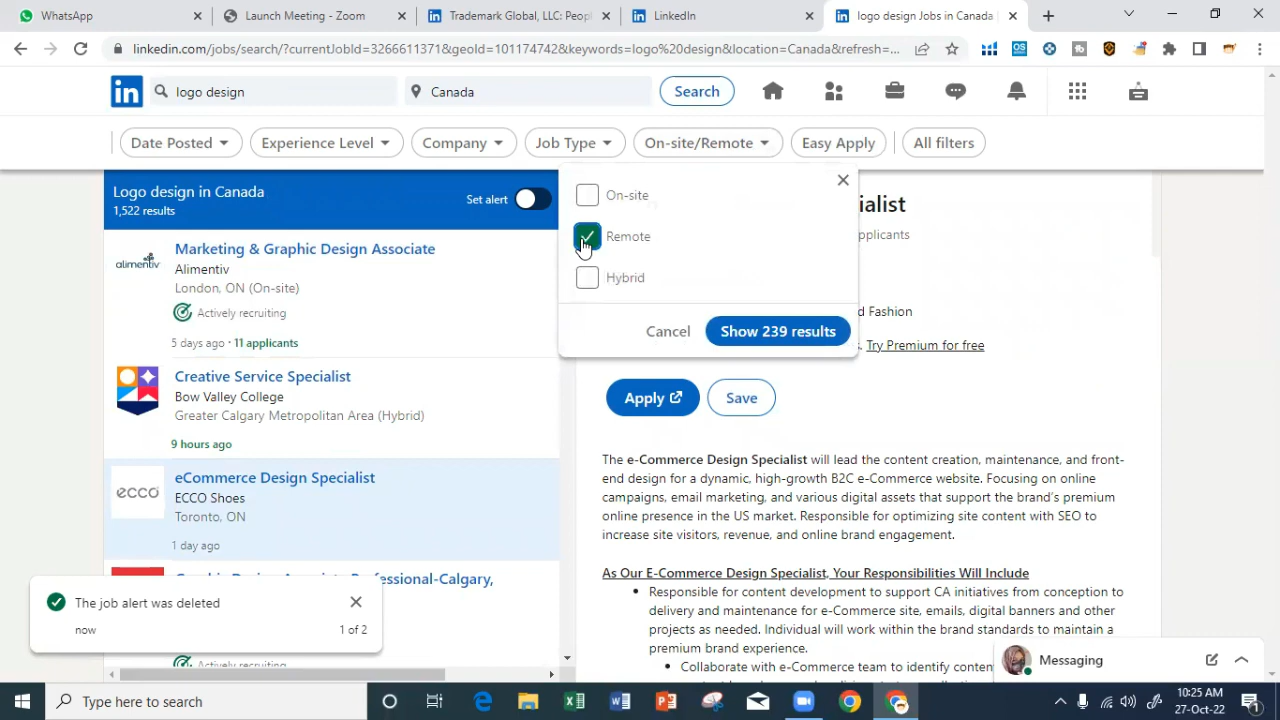 WhatsApp
Launch Meeting - Zoom
Trademark Global, LLC: Peopl
LinkedIn
logo design Jobs in Canada |
linkedin.com/jobs/search/?currentJobId=3266611371&geoId=101174742&keywords=logo%20design&location=Canada&refresh=...
in
logo design
Canada
Search
Date Posted
Experience Level
Company
Job Type
On-site/Remote
Easy Apply
All filters
Logo design in Canada
1,522 results
Set alert
Marketing & Graphic Design Associate
Alimentiv
London, ON (On-site)
Actively recruiting
5 days ago · 11 applicants
alimentiv
Creative Service Specialist
Bow Valley College
Greater Calgary Metropolitan Area (Hybrid)
9 hours ago
eCommerce Design Specialist
ECCO Shoes
Toronto, ON
1 day ago
ecco
Graphic Design Associate Professional-Calgary,
The job alert was deleted
now
1 of 2
Actively recruiting
On-site
Remote
Hybrid
Cancel
Show 239 results
ialist
pplicants
d Fashion
s. Try Premium for free
Apply
Save
The e-Commerce Design Specialist will lead the content creation, maintenance, and front-
end design for a dynamic, high-growth B2C e-Commerce website. Focusing on online
campaigns, email marketing, and various digital assets that support the brand's premium
online presence in the US market. Responsible for optimizing site content with SEO to
increase site visitors, revenue, and online brand engagement.
As Our E-Commerce Design Specialist, Your Responsibilities Will Include
• Responsible for content development to support CA initiatives from conception to
delivery and maintenance for e-Commerce site, emails, digital banners and other
projects as needed. Individual will work within the brand standards to maintain a
premium brand experience.
• Collaborate with e-Commerce team to identify conten
Messaging
Type here to search
10:25 AM
27-Oct-22